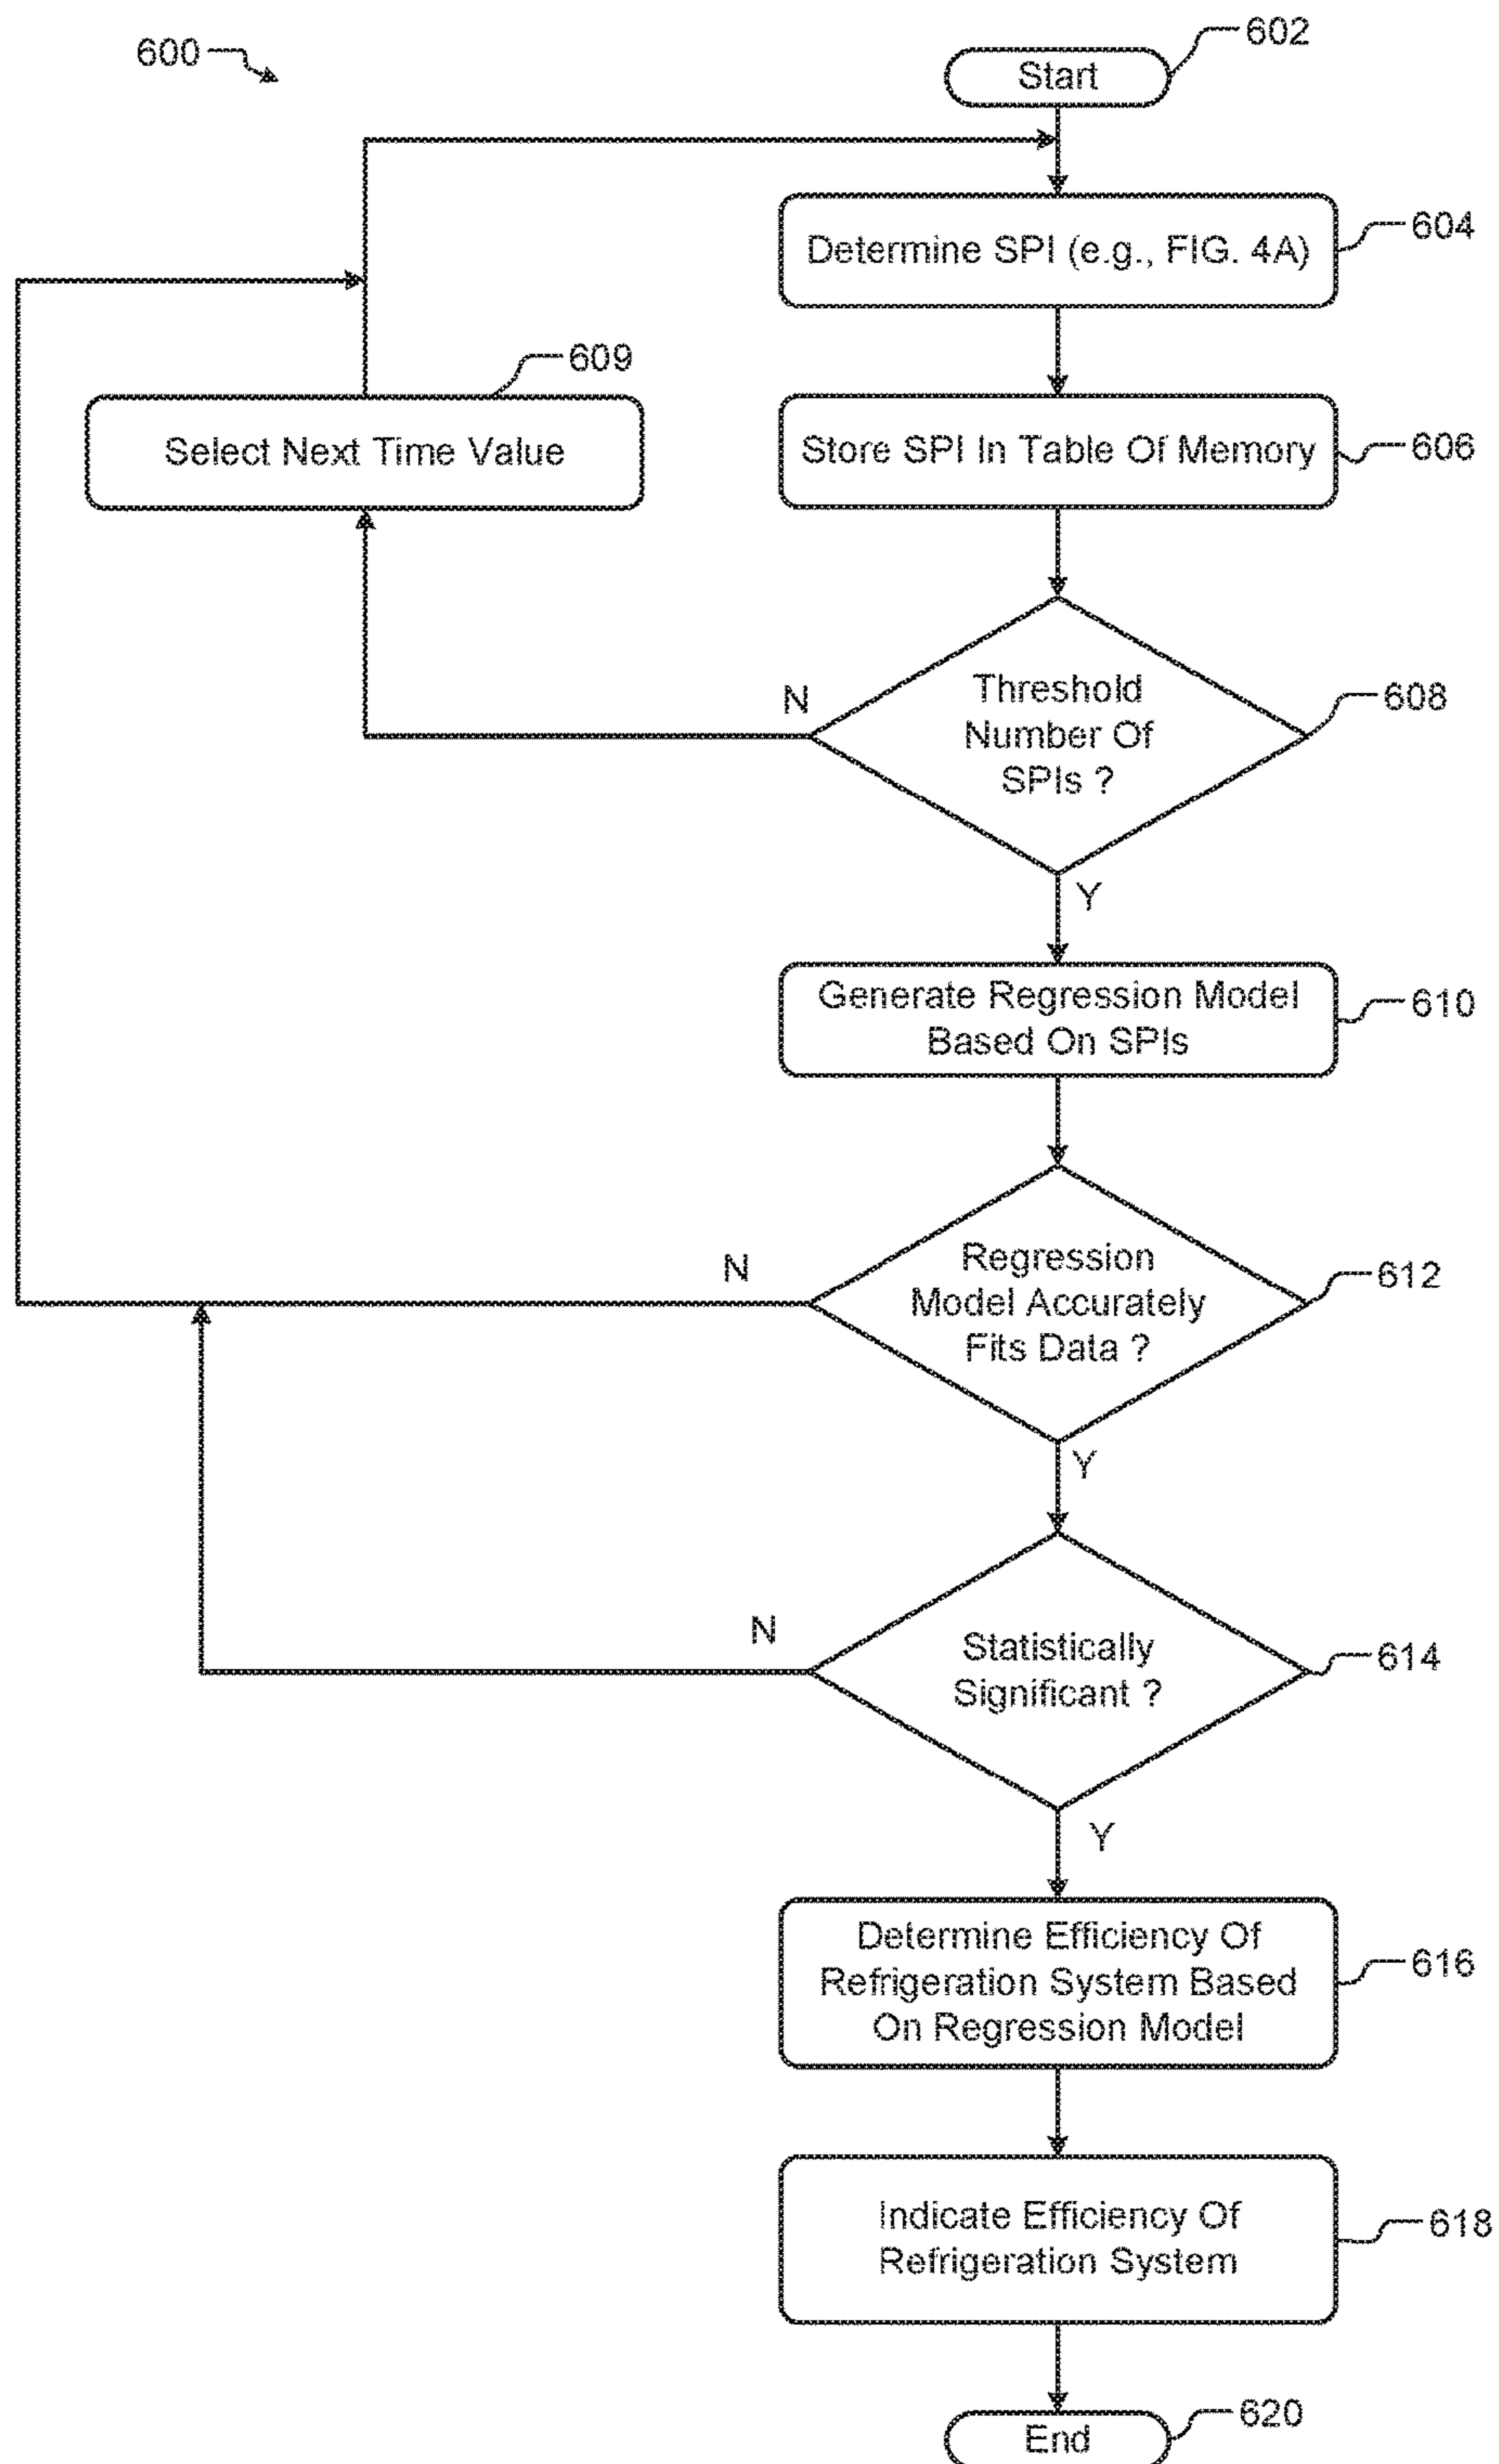 600
602
Start
604
Determine SPI (e.g., FIG. 4A)
609
Select Next Time Value
Store SPI In Table Of Memory
606
N
Threshold
Number Of
SPIs ?
608
Y
Generate Regression Model
Based On SPIs
610
N
Regression
Model Accurately
Fits Data ?
612
Y
N
Statistically
Significant ?
614
Y
Determine Efficiency Of
Refrigeration System Based
On Regression Model
616
Indicate Efficiency Of
Refrigeration System
618
End
620